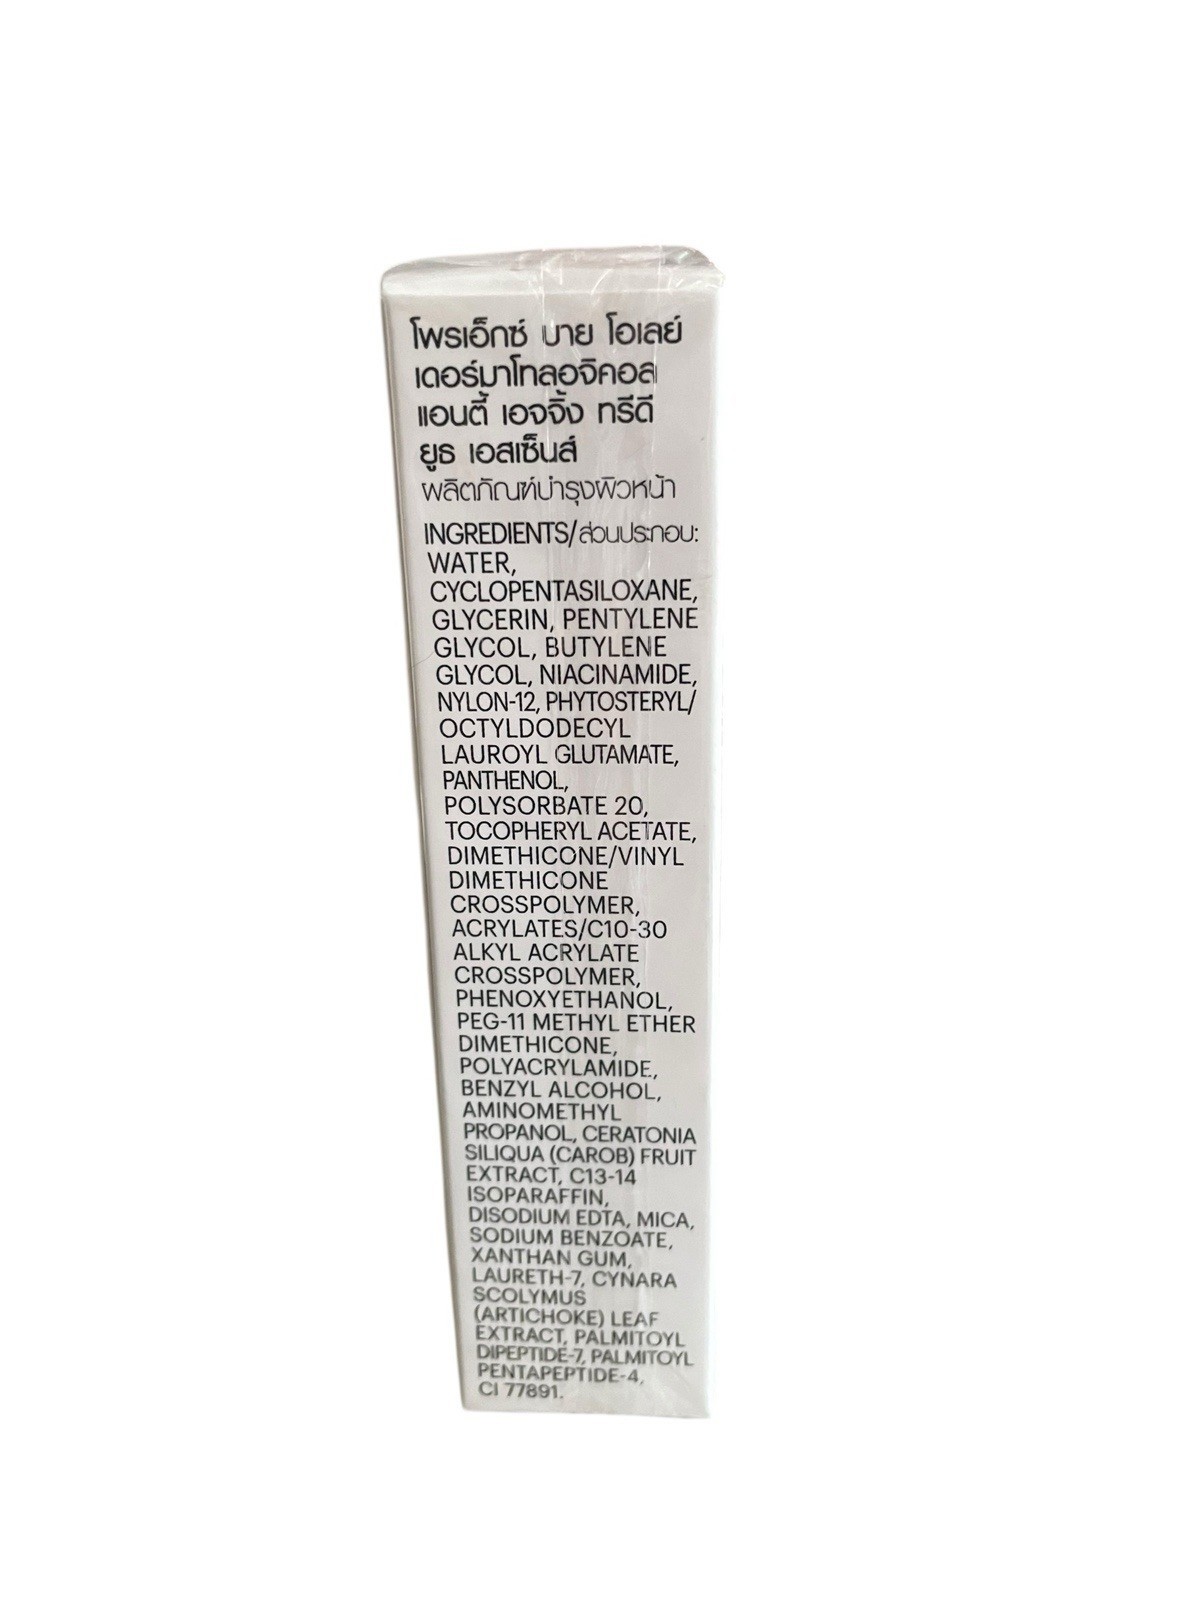 โพรเอ็กซ์ บาย โอเลย์
เดอร์มาโทลอจิคอล
แอนตี้ เอจจิ้ง ทรีดี
ยูธ เอสเซ็นส์
ผลิตภัณฑ์บำรุงผิวหน้า
INGREDIENTS/ส่วนประกอบ:
WATER,
CYCLOPENTASILOXANE,
GLYCERIN, PENTYLENE
GLYCOL, BUTYLENE
GLYCOL, NIACINAMIDE,
NYLON-12, PHYTOSTERYL/
OCTYLDODECYL
LAUROYL GLUTAMATE,
PANTHENOL,
POLYSORBATE 20,
TOCOPHERYL ACETATE,
DIMETHICONE/VINYL
DIMETHICONE
CROSSPOLYMER,
ACRYLATES/C10-30
ALKYL ACRYLATE
CROSSPOLYMER,
PHENOXYETHANOL,
PEG-11 METHYL ETHER
DIMETHICONE,
POLYACRYLAMIDE,
BENZYL ALCOHOL,
AMINOMETHYL
PROPANOL, CERATONIA
SILIQUA (CAROB) FRUIT
EXTRACT, C13-14
ISOPARAFFIN,
DISODIUM EDTA, MICA,
SODIUM BENZOATE,
XANTHAN GUM,
LAURETH-7, CYNARA
SCOLYMUS
(ARTICHOKE) LEAF
EXTRACT, PALMITOYL
DIPEPTIDE-7, PALMITOYL
PENTAPEPTIDE-4,
CI 77891.